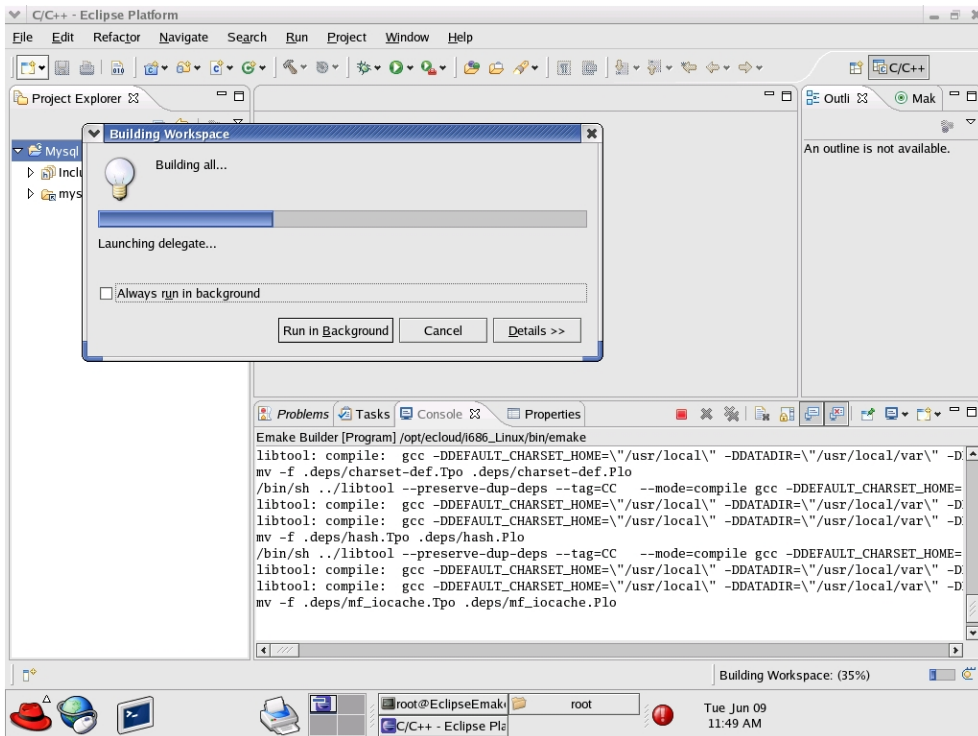 C/C++ - Eclipse Platform
File Edit Refactor Navigate Search Run Project Window Help
C/C++
Project Explorer
Outli
Mak
Building Workspace
Mysql
Building all...
An outline is not available.
Launching delegate...
Always run in background
Run in Background
Cancel
Details >>
Problems
Tasks
Console
Properties
Emake Builder [Program] /opt/ecloud/i686_Linux/bin/emake
libtool: compile:  gcc -DDEFAULT_CHARSET_HOME=\"/usr/local\" -DDATADIR=\"/usr/local/var\" -D
mv -f .deps/charset-def.Tpo .deps/charset-def.Plo
/bin/sh ../libtool --preserve-dup-deps --tag=CC   --mode=compile gcc -DDEFAULT_CHARSET_HOME=
libtool: compile:  gcc -DDEFAULT_CHARSET_HOME=\"/usr/local\" -DDATADIR=\"/usr/local/var\" -D
libtool: compile:  gcc -DDEFAULT_CHARSET_HOME=\"/usr/local\" -DDATADIR=\"/usr/local/var\" -D
mv -f .deps/hash.Tpo .deps/hash.Plo
/bin/sh ../libtool --preserve-dup-deps --tag=CC   --mode=compile gcc -DDEFAULT_CHARSET_HOME=
libtool: compile:  gcc -DDEFAULT_CHARSET_HOME=\"/usr/local\" -DDATADIR=\"/usr/local/var\" -D
libtool: compile:  gcc -DDEFAULT_CHARSET_HOME=\"/usr/local\" -DDATADIR=\"/usr/local/var\" -D
mv -f .deps/mf_iocache.Tpo .deps/mf_iocache.Plo
Building Workspace: (35%)
root@EclipseEmak
root
C/C++ - Eclipse Pla
Tue Jun 09
11:49 AM